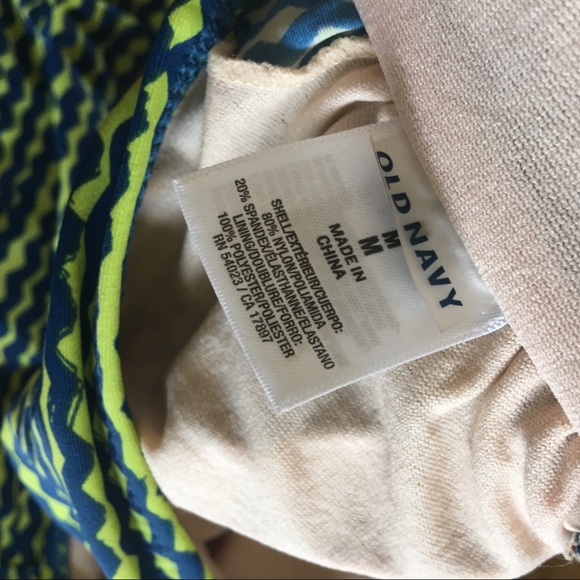 OLD NAVY
M
M
MADE IN
CHINA
SHELL/EXTÉRIEUR/CUERPO:
80% NYLON/POLIAMIDA
20% SPANDEX/ÉLASTHANNE/ELASTANO
LINING/DOUBLURE/FORRO:
100% POLYESTER/POLIESTER
RN 54023 / CA 17897